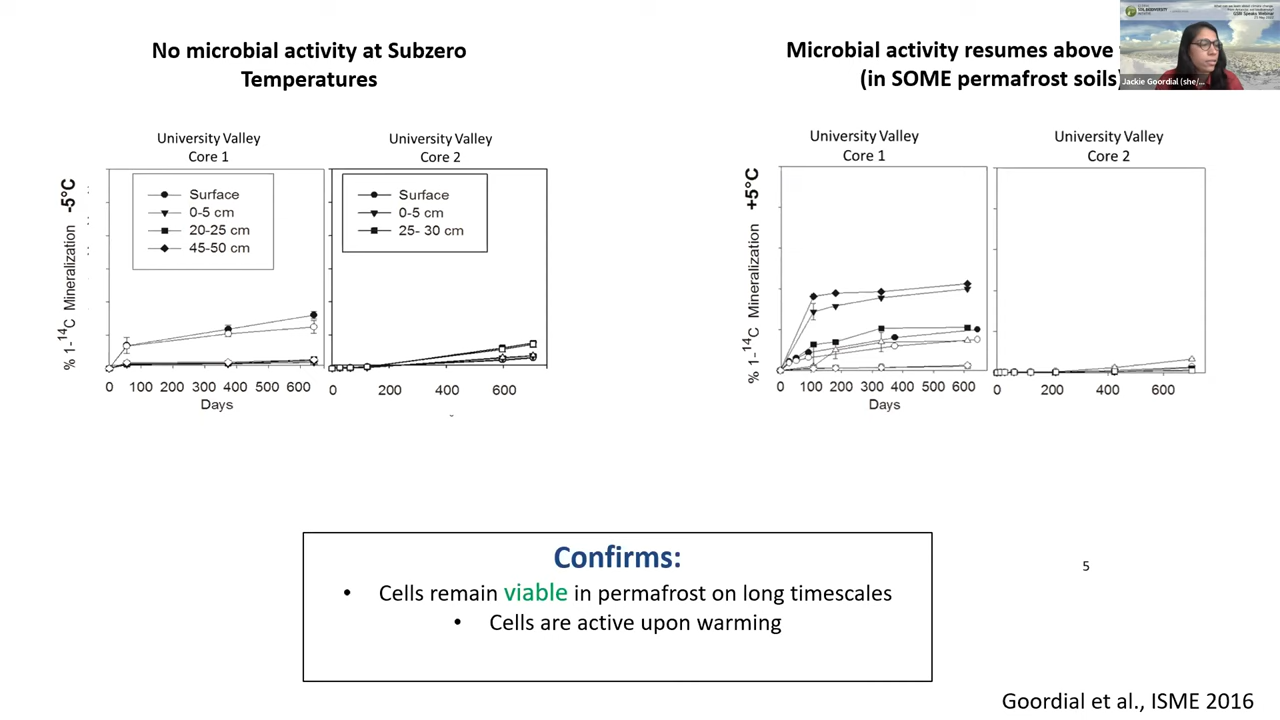 No microbial activity at Subzero
Temperatures
Microbial activity resumes above
(in SOME permafrost soils)
GSBI Speaks Webinar
Jackie Goordial (she/...
University Valley
Core 1
University Valley
Core 2
University Valley
Core 1
University Valley
Core 2
% 1-14C Mineralization -5°C
Surface
0-5 cm
20-25 cm
45-50 cm
Surface
0-5 cm
25- 30 cm
0 100 200 300 400 500 600
Days
0 200 400 600
% 1-14C Mineralization +5°C
0 100 200 300 400 500 600
Days
0 200 400 600
Confirms:
• Cells remain viable in permafrost on long timescales
• Cells are active upon warming
5
Goordial et al., ISME 2016